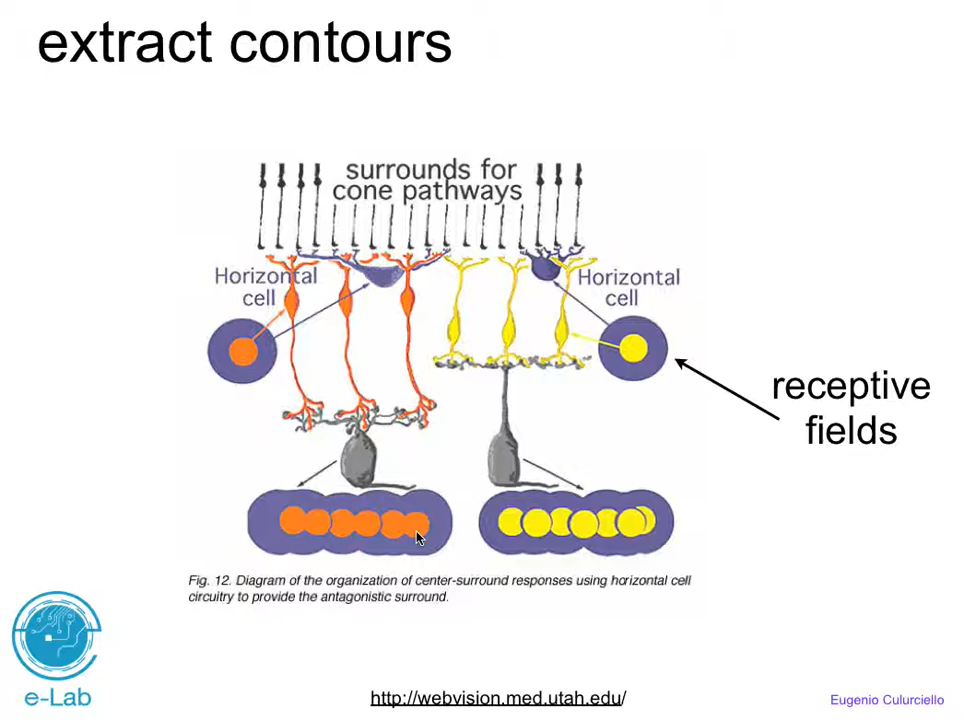 extract contours
surrounds for
cone pathways
Horizontal
cell
Horizontal
cell
receptive
fields
Fig. 12. Diagram of the organization of center-surround responses using horizontal cell
circuitry to provide the antagonistic surround.
e-Lab
http://webvision.med.utah.edu/
Eugenio Culurciello